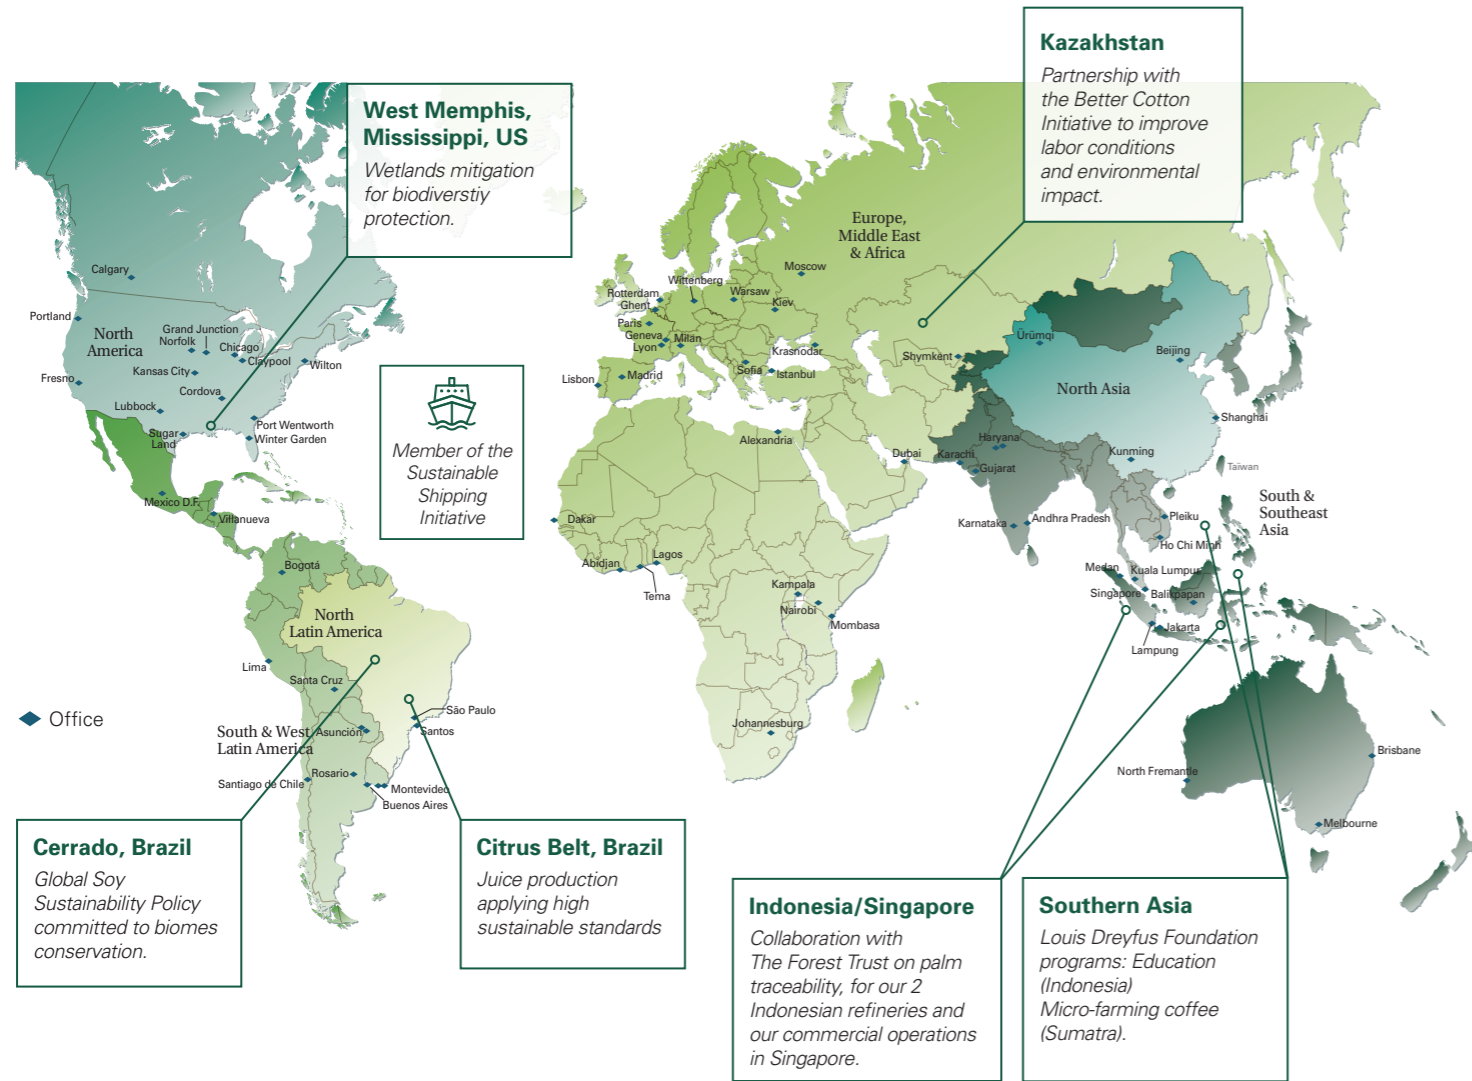 Kazakhstan
Partnership with
the Better Cotton
Initiative to improve
labor conditions
and environmental
impact.
West Memphis,
Mississippi, US
Wetlands mitigation
for biodiverstiy
protection.
Europe,
Middle East
& Africa
Calgary
Portland
North
America
Grand Junction
Norfolk
Chicago
Claypool
Wilton
Kansas City
Fresno
Cordova
Lubbock
Port Wentworth
Sugar
Land
Winter Garden
Mexico D.F.
Villanueva
Member of the
Sustainable
Shipping
Initiative
Moscow
Wittenberg
Rotterdam
Warsaw
Ghent
Kiev
Paris
Geneva
Milan
Lyon
Krasnodar
Shymkent
Sofia
Istanbul
Lisbon
Madrid
Alexandria
Dubai
Ürümqi
Beijing
North Asia
Shanghai
Haryana
Karachi
Gujarat
Kunming
Taïwan
South &
Southeast
Asia
Karnataka
Andhra Pradesh
Pleiku
Ho Chi Minh
Medan
Kuala Lumpur
Singapore
Balikpapan
Jakarta
Lampung
Dakar
Abidjan
Lagos
Tema
Kampala
Nairobi
Mombasa
Johannesburg
Bogotá
North
Latin America
Lima
Santa Cruz
São Paulo
Santos
South & West
Latin America
Asunción
Rosario
Santiago de Chile
Montevideo
Buenos Aires
Office
North Fremantle
Brisbane
Melbourne
Cerrado, Brazil
Global Soy
Sustainability Policy
committed to biomes
conservation.
Citrus Belt, Brazil
Juice production
applying high
sustainable standards
Indonesia/Singapore
Collaboration with
The Forest Trust on palm
traceability, for our 2
Indonesian refineries and
our commercial operations
in Singapore.
Southern Asia
Louis Dreyfus Foundation
programs: Education
(Indonesia)
Micro-farming coffee
(Sumatra).